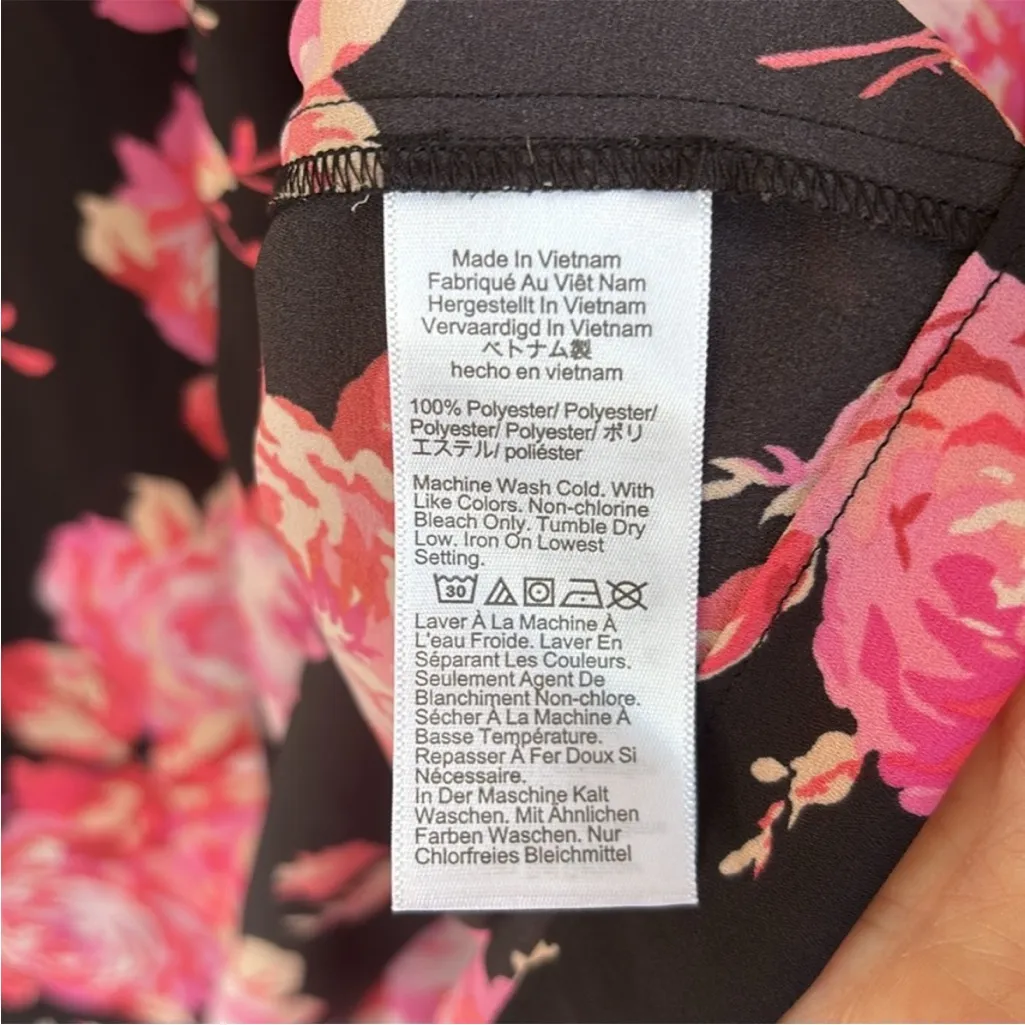 Made In Vietnam
Fabriqué Au Viêt Nam
Hergestellt In Vietnam
Vervaardigd In Vietnam
ベトナム製
hecho en vietnam
100% Polyester/ Polyester/
Polyester/ Polyester/ ポリ
エステル/ poliéster
Machine Wash Cold. With
Like Colors. Non-chlorine
Bleach Only. Tumble Dry
Low. Iron On Lowest
Setting.
30
Laver À La Machine À
L'eau Froide. Laver En
Séparant Les Couleurs.
Seulement Agent De
Blanchiment Non-chlore.
Sécher À La Machine À
Basse Température.
Repasser À Fer Doux Si
Nécessaire.
In Der Maschine Kalt
Waschen. Mit Ähnlichen
Farben Waschen. Nur
Chlorfreies Bleichmittel